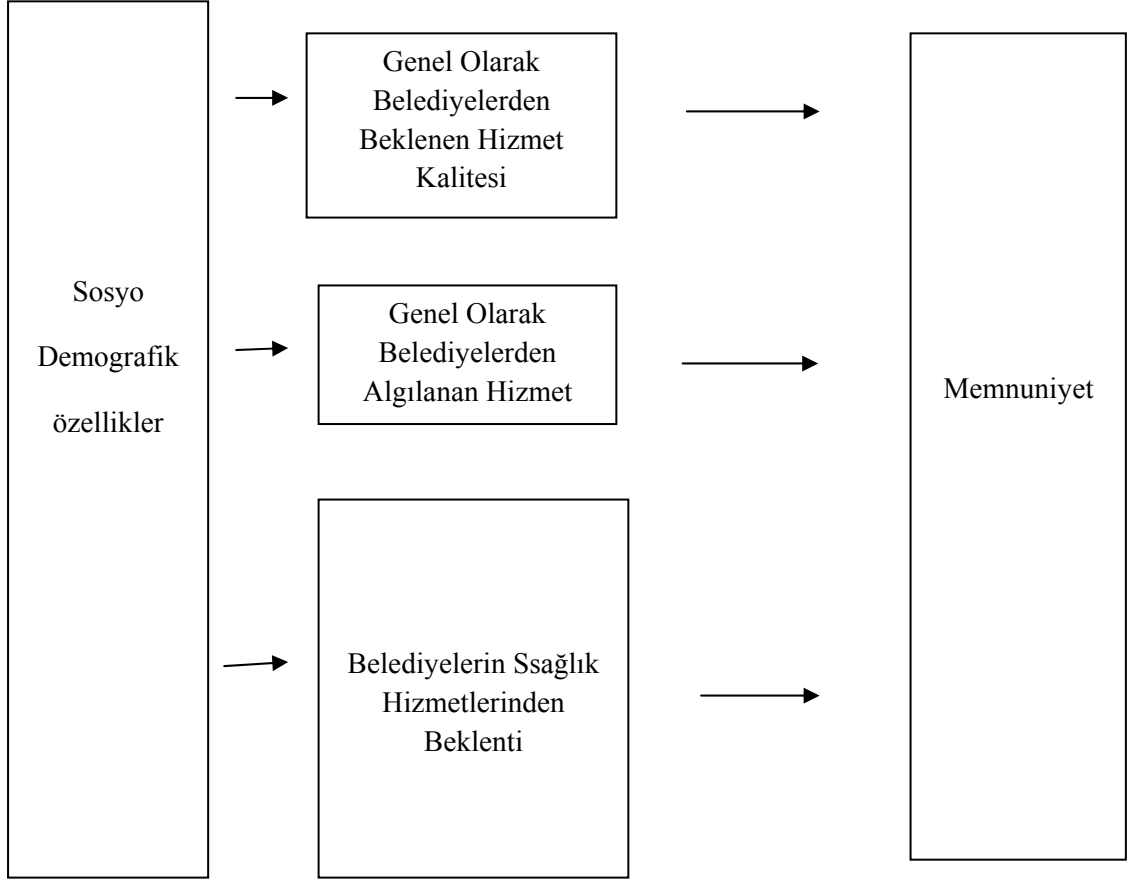 Sosyo
Demografik
özellikler
Genel Olarak
Belediyelerden
Beklenen Hizmet
Kalitesi
Genel Olarak
Belediyelerden
Algılanan Hizmet
Belediyelerin Ssağlık
Hizmetlerinden
Beklenti
Memnuniyet